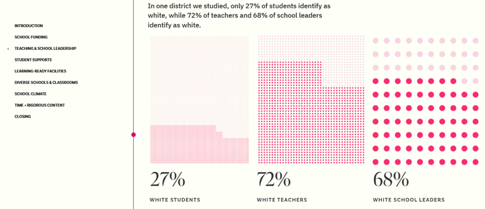 In one district we studied, only 27% of students identify as
white, while 72% of teachers and 68% of school leaders
identify as white.
INTRODUCTION
SCHOOL FUNDING
TEACHING & SCHOOL LEADERSHIP
STUDENT SUPPORTS
LEARNING-READY FACILITIES
DIVERSE SCHOOLS & CLASSROOMS
SCHOOL CLIMATE
TIME + RIGOROUS CONTENT
CLOSING
27%
WHITE STUDENTS
72%
WHITE TEACHERS
68%
WHITE SCHOOL LEADERS